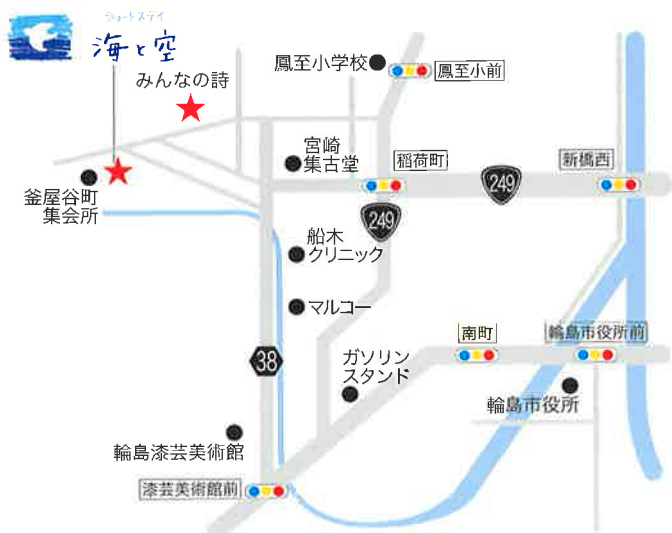 ショートステイ
海と空
みんなの詩
鳳至小学校
鳳至小前
宮崎
集古堂
稲荷町
新橋西
249
釜屋谷町
集会所
249
船木
クリニック
マルコー
南町
輪島市役所前
38
ガソリン
スタンド
輪島市役所
輪島漆芸美術館
漆芸美術館前